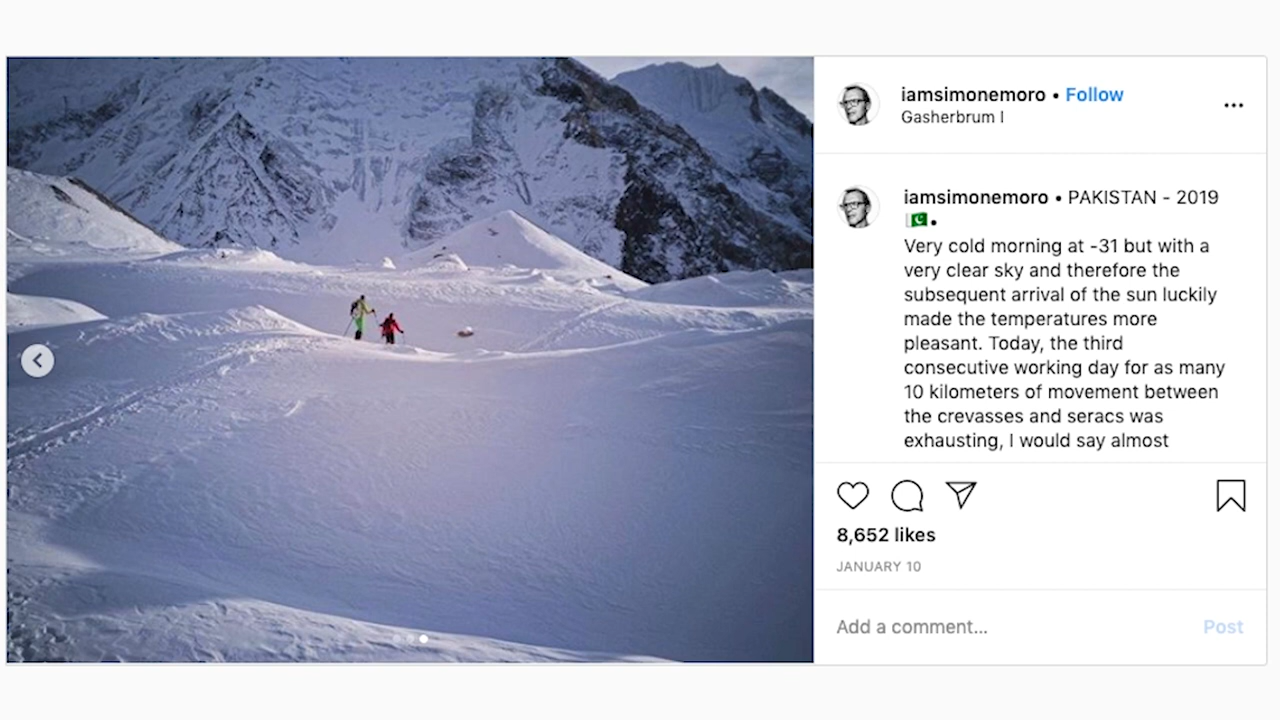 iamsimonemoro • Follow
Gasherbrum I
iamsimonemoro • PAKISTAN - 2019
🇵🇰•
Very cold morning at -31 but with a
very clear sky and therefore the
subsequent arrival of the sun luckily
made the temperatures more
pleasant. Today, the third
consecutive working day for as many
10 kilometers of movement between
the crevasses and seracs was
exhausting, I would say almost
8,652 likes
JANUARY 10
Add a comment...
Post